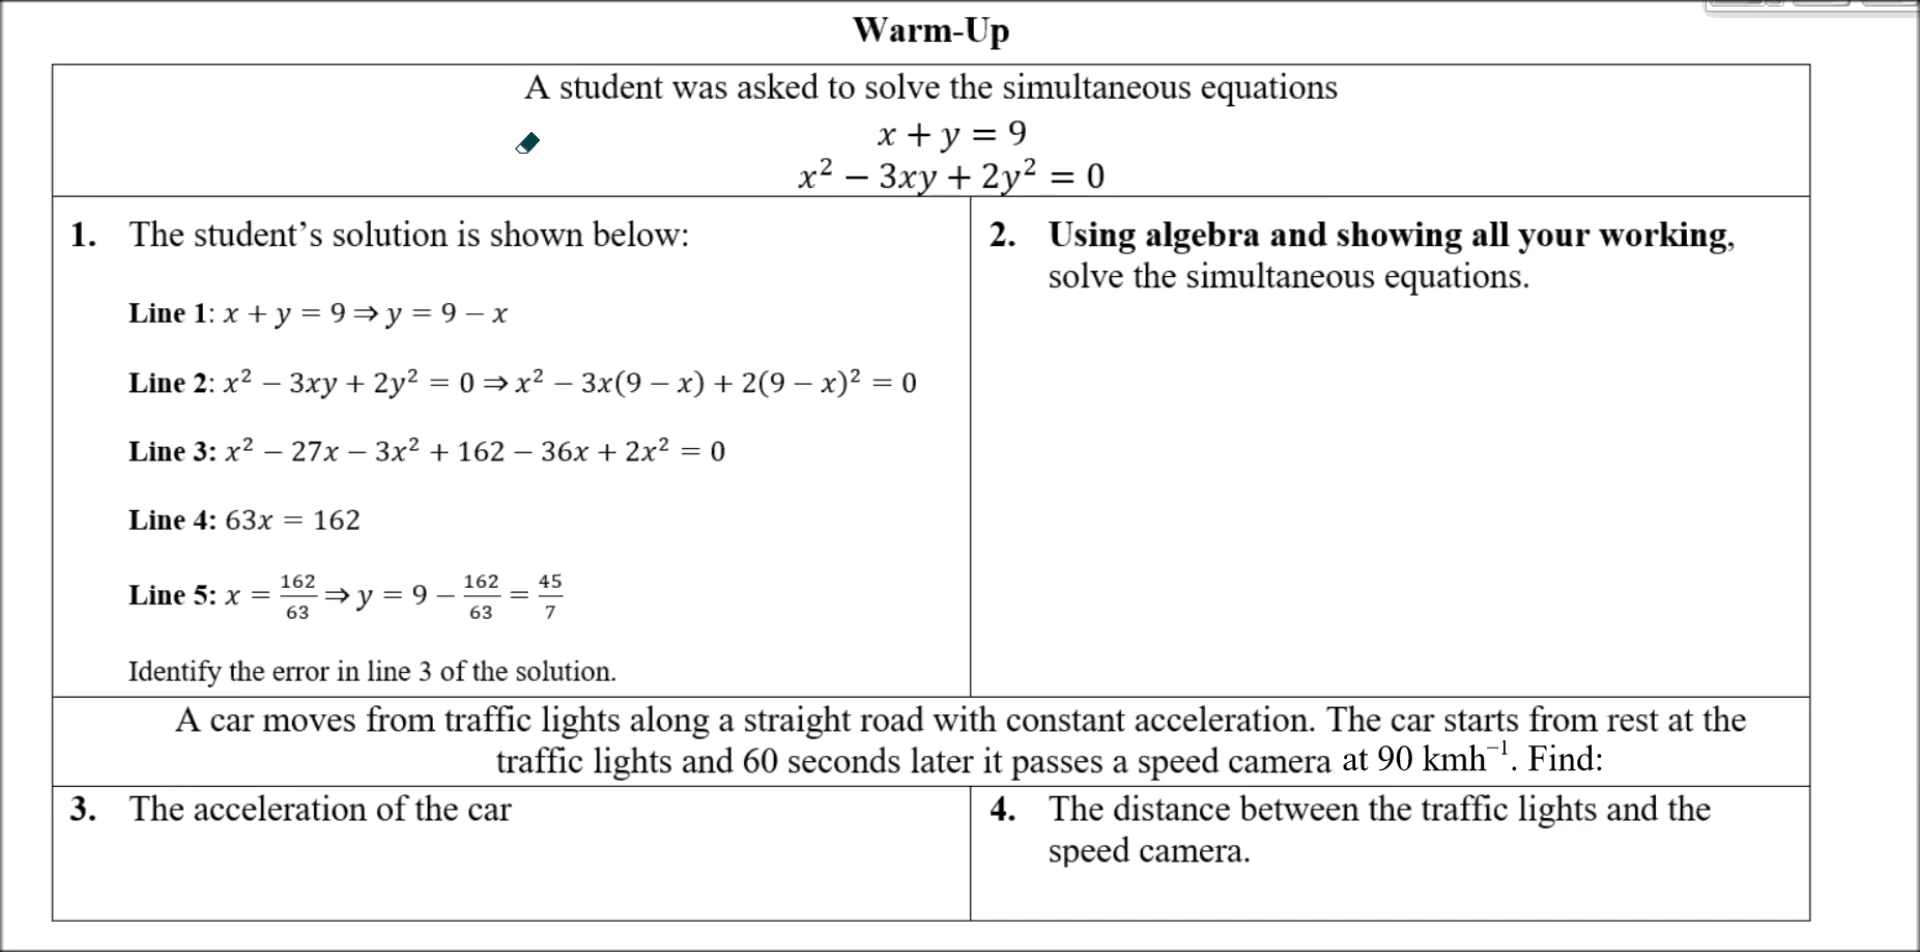 Warm-Up
A student was asked to solve the simultaneous equations
x + y = 9
x² − 3xy + 2y² = 0
1. The student’s solution is shown below:
Line 1: x + y = 9 ⇒ y = 9 − x
Line 2: x² − 3xy + 2y² = 0 ⇒ x² − 3x(9 − x) + 2(9 − x)² = 0
Line 3: x² − 27x − 3x² + 162 − 36x + 2x² = 0
Line 4: 63x = 162
Line 5: x = 162/63 ⇒ y = 9 − 162/63 = 45/7
Identify the error in line 3 of the solution.
2. Using algebra and showing all your working,
solve the simultaneous equations.
A car moves from traffic lights along a straight road with constant acceleration. The car starts from rest at the
traffic lights and 60 seconds later it passes a speed camera at 90 kmh⁻¹. Find:
3. The acceleration of the car
4. The distance between the traffic lights and the
speed camera.